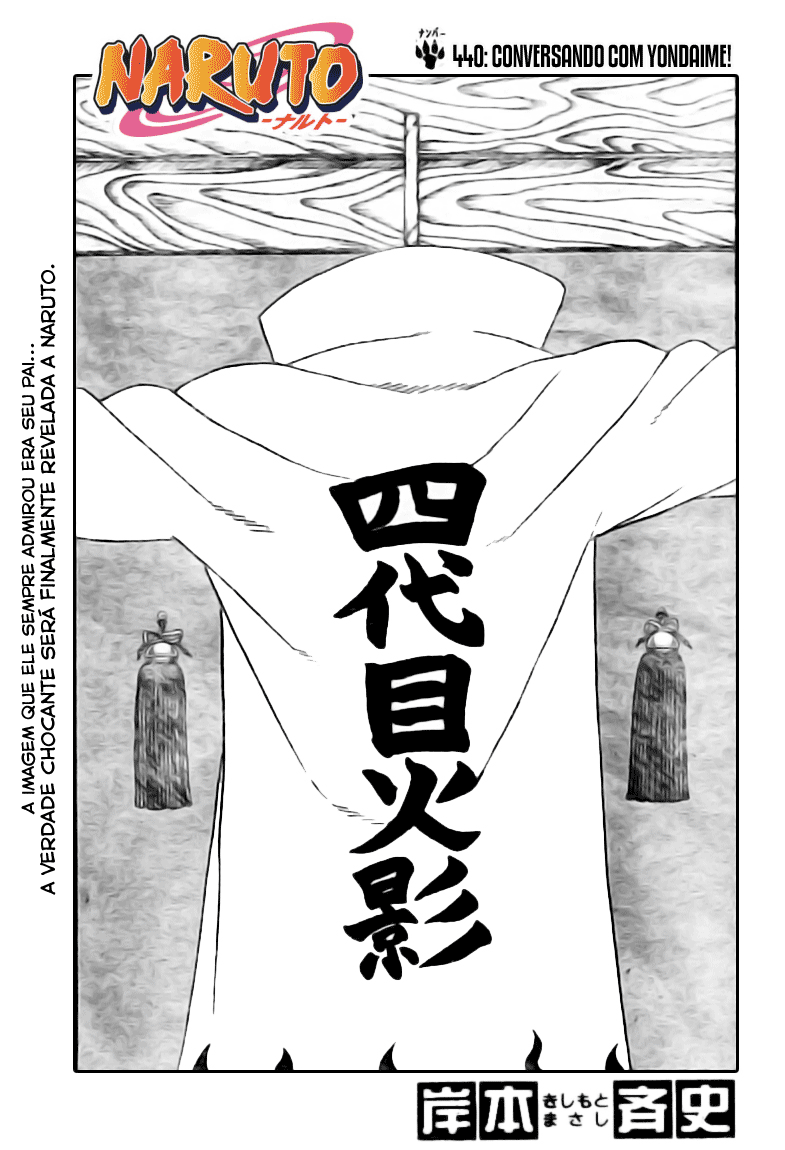 NARUTO
-ナルト-
ナンバー
440: CONVERSANDO COM YONDAIME!
A IMAGEM QUE ELE SEMPRE ADMIROU ERA SEU PAI...
A VERDADE CHOCANTE SERÁ FINALMENTE REVELADA A NARUTO.
四代目火影
岸本斉史
きしもと
まさし